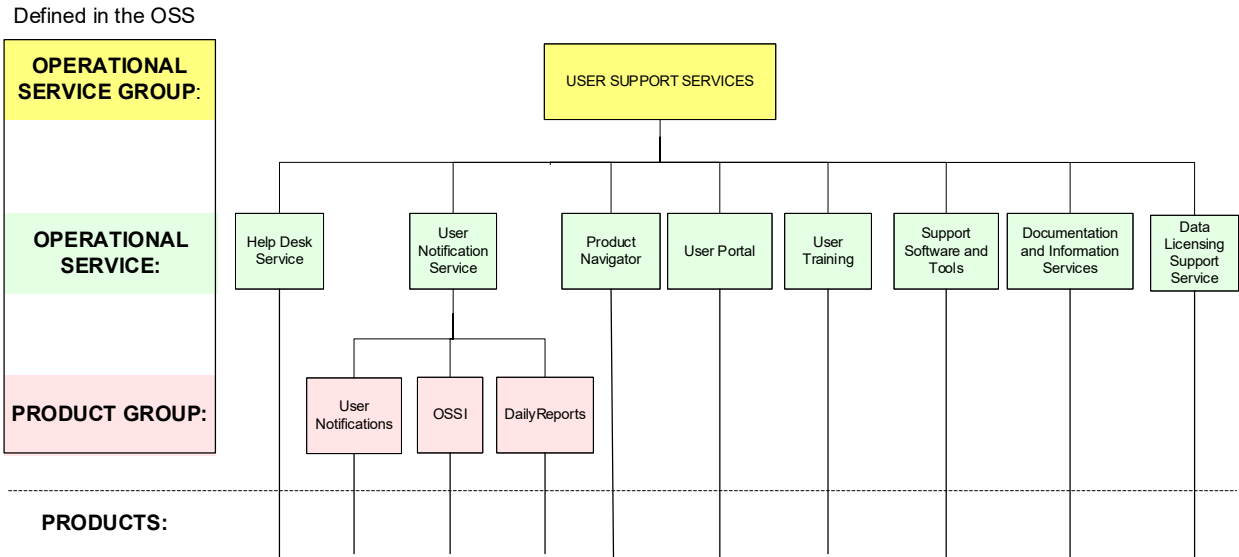 Defined in the OSS
OPERATIONAL
SERVICE GROUP:
USER SUPPORT SERVICES
OPERATIONAL
SERVICE:
Help Desk
Service
User
Notification
Service
Product
Navigator
User Portal
User
Training
Support
Software and
Tools
Documentation
and Information
Services
Data
Licensing
Support
Service
PRODUCT GROUP:
User
Notifications
OSSI
DailyReports
PRODUCTS: